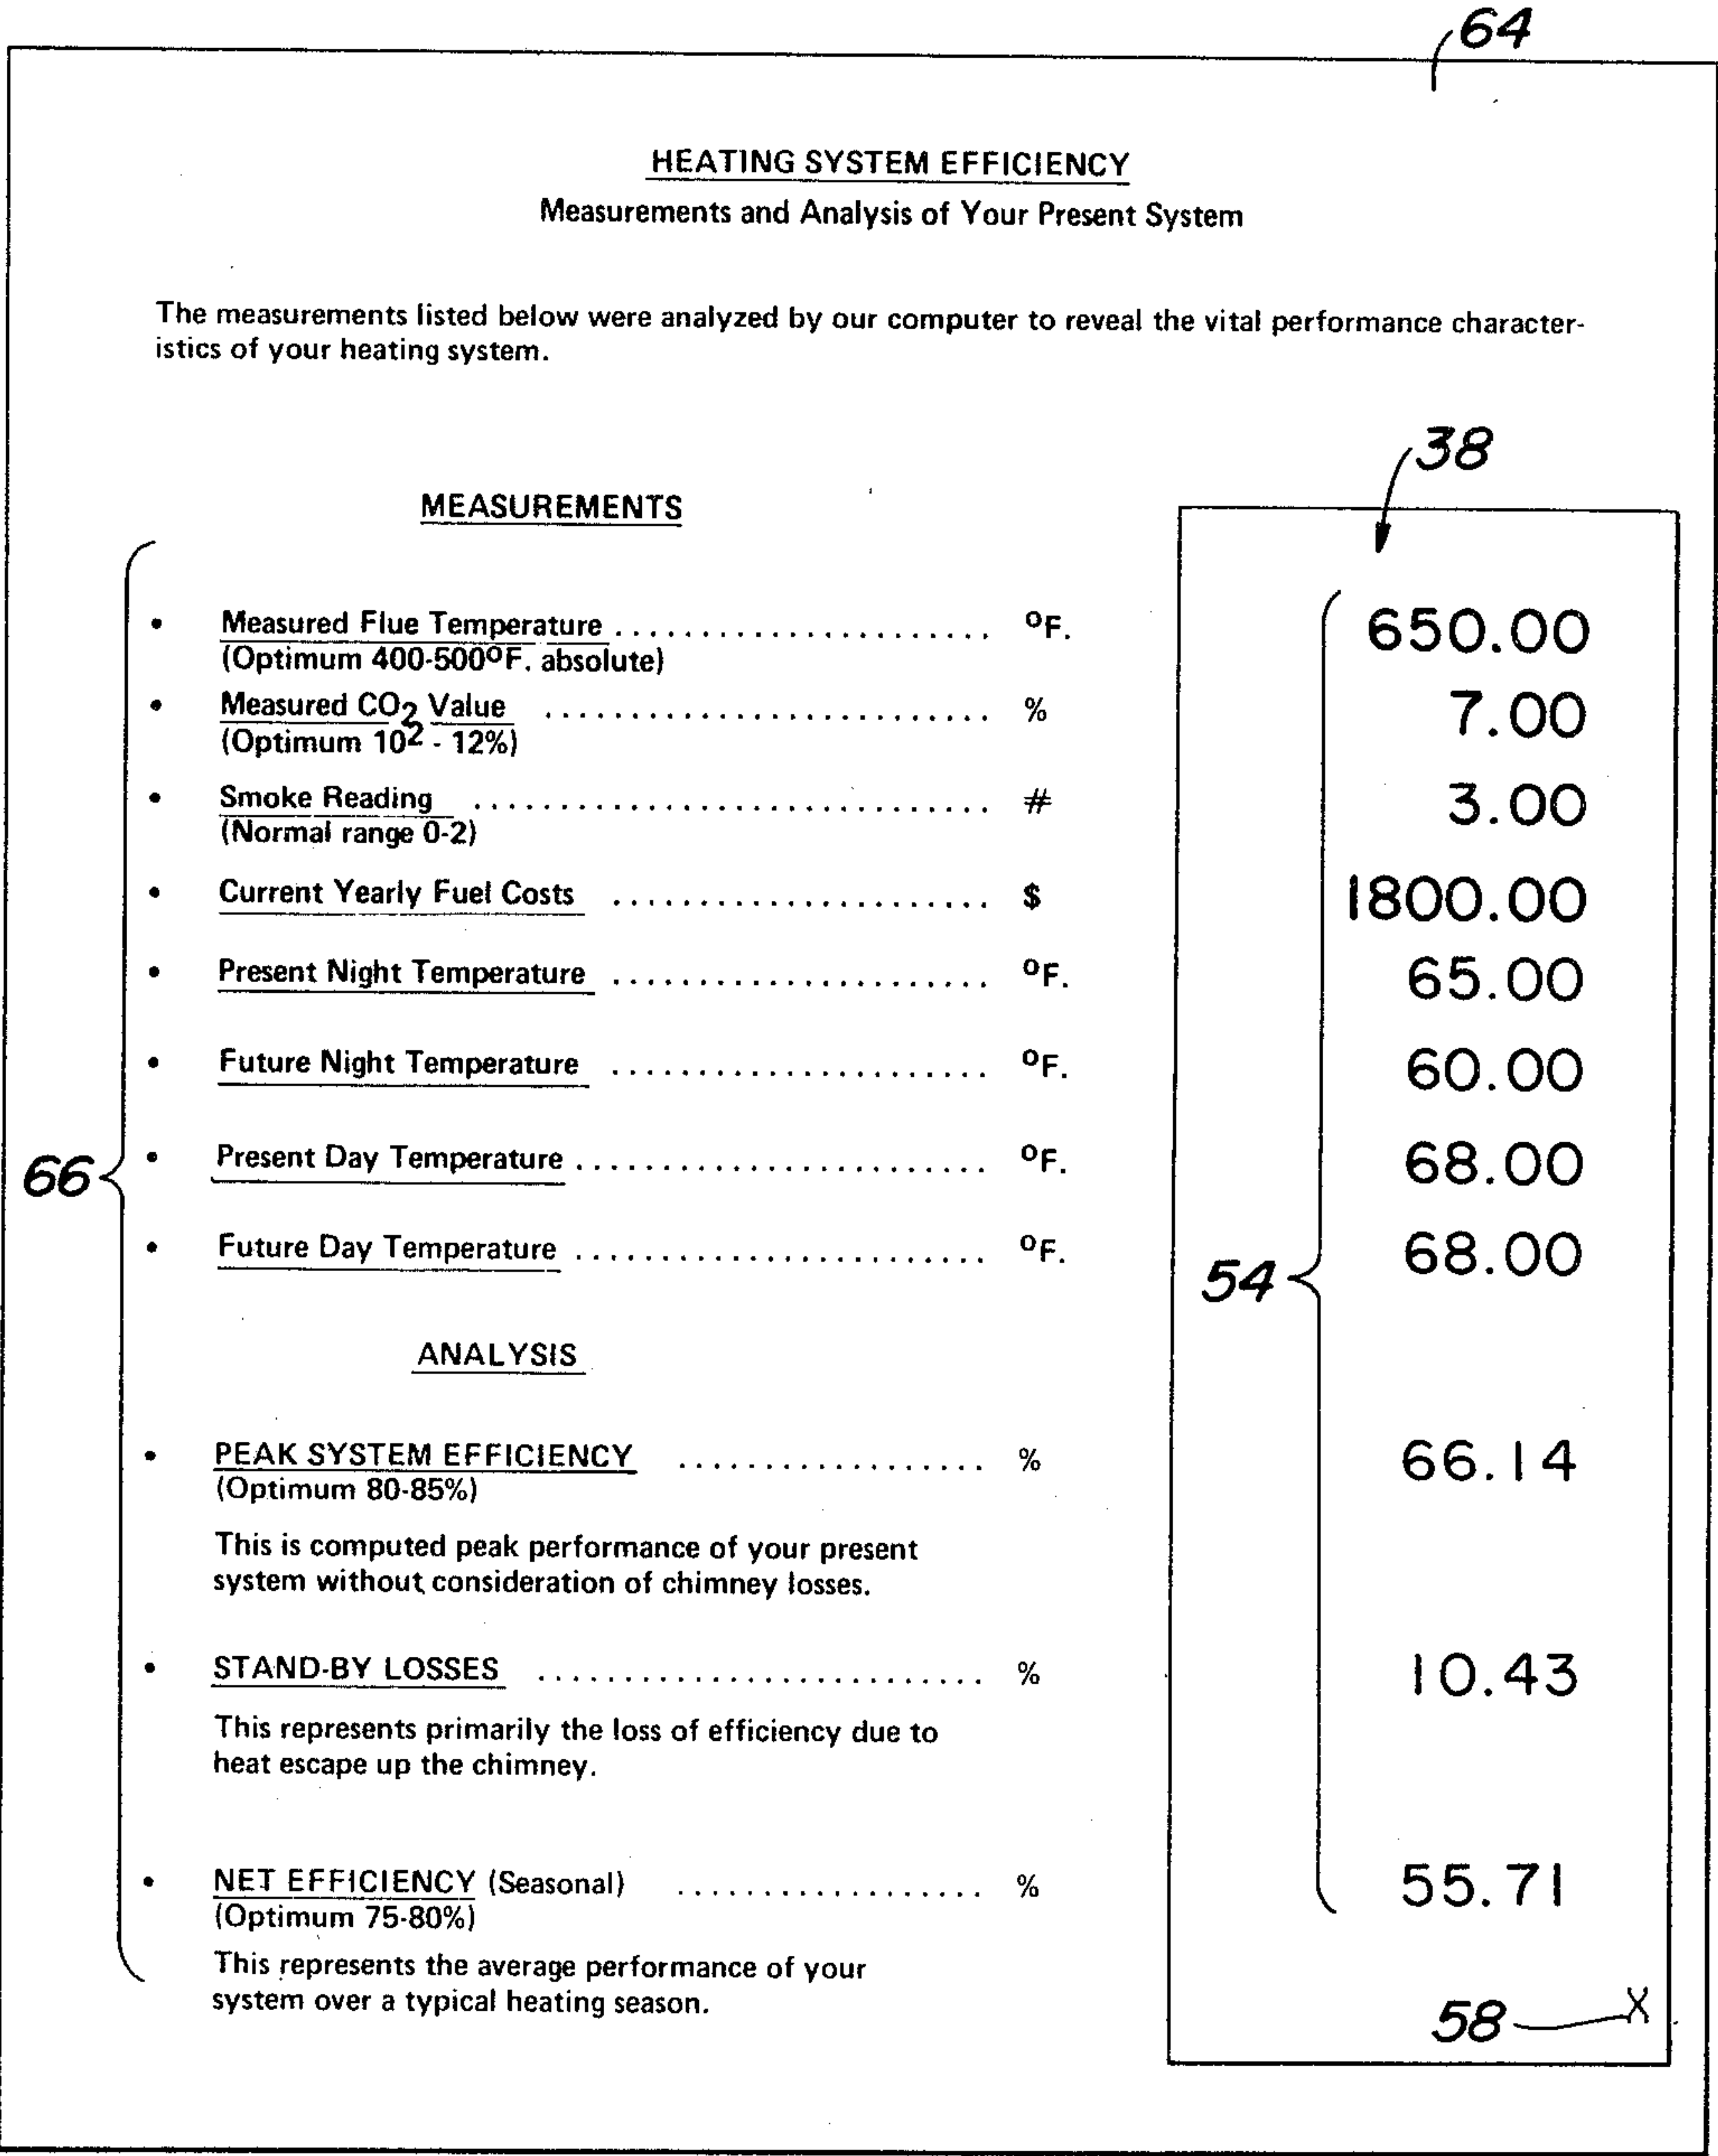 64
HEATING SYSTEM EFFICIENCY
Measurements and Analysis of Your Present System
The measurements listed below were analyzed by our computer to reveal the vital performance character-
istics of your heating system.
38
MEASUREMENTS
• Measured Flue Temperature ...................... ºF. 650.00
(Optimum 400-500ºF. absolute)
• Measured CO2 Value .......................... % 7.00
(Optimum 10 - 12%)
• Smoke Reading .............................. # 3.00
(Normal range 0-2)
• Current Yearly Fuel Costs ...................... $ 1800.00
• Present Night Temperature ...................... ºF. 65.00
• Future Night Temperature ...................... ºF. 60.00
66 • Present Day Temperature ........................ ºF. 68.00
• Future Day Temperature ........................ ºF. 68.00
54
ANALYSIS
• PEAK SYSTEM EFFICIENCY .................. % 66.14
(Optimum 80-85%)
This is computed peak performance of your present
system without consideration of chimney losses.
• STAND-BY LOSSES .......................... % 10.43
This represents primarily the loss of efficiency due to
heat escape up the chimney.
• NET EFFICIENCY (Seasonal) .................. % 55.71
(Optimum 75-80%)
This represents the average performance of your
system over a typical heating season.
58 X